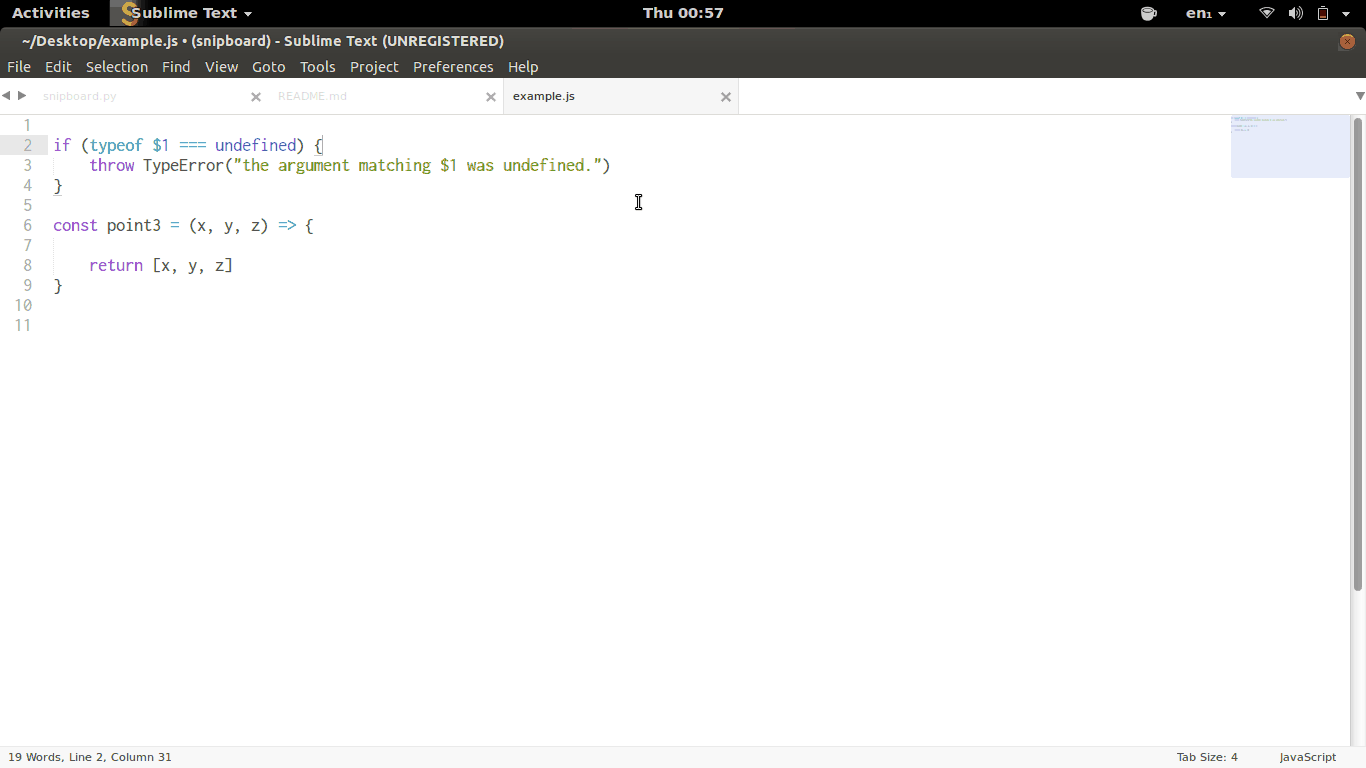 Activities Sublime Text Thu 00:57 en₁
~/Desktop/example.js • (snipboard) - Sublime Text (UNREGISTERED)
File Edit Selection Find View Goto Tools Project Preferences Help
snipboard.py README.md example.js
1
2 if (typeof $1 === undefined) {
3     throw TypeError("the argument matching $1 was undefined.")
4 }
5
6 const point3 = (x, y, z) => {
7
8     return [x, y, z]
9 }
10
11
19 Words, Line 2, Column 31 Tab Size: 4 JavaScript